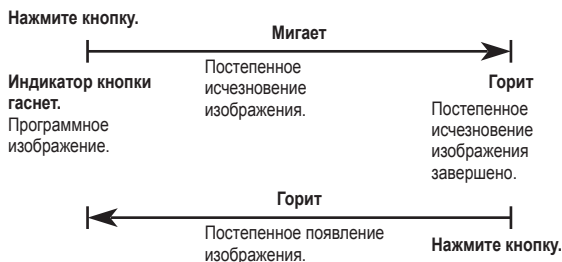 Нажмите кнопку.
Мигает
Индикатор кнопки
гаснет.
Программное
изображение.
Постепенное
исчезновение
изображения.
Горит
Постепенное
исчезновение
изображения
завершено.
Горит
Постепенное появление
изображения.
Нажмите кнопку.